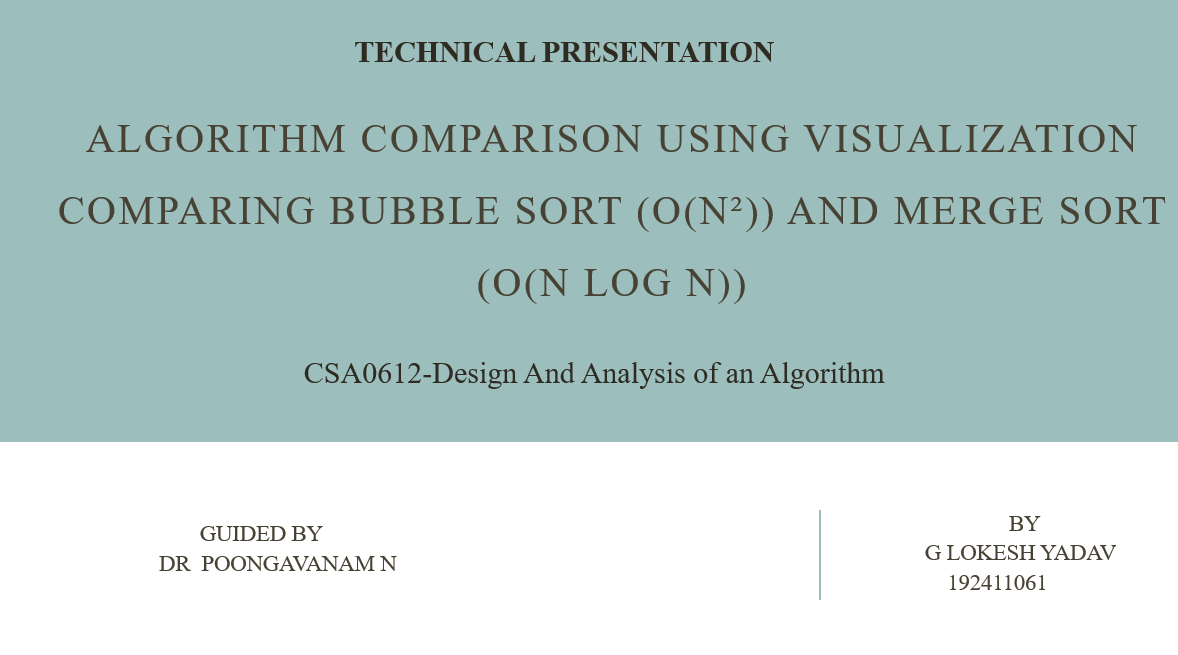 TECHNICAL PRESENTATION
ALGORITHM COMPARISON USING VISUALIZATION
COMPARING BUBBLE SORT (O(N²)) AND MERGE SORT
(O(N LOG N))
CSA0612-Design And Analysis of an Algorithm
GUIDED BY
DR  POONGAVANAM N
BY
G LOKESH YADAV
192411061